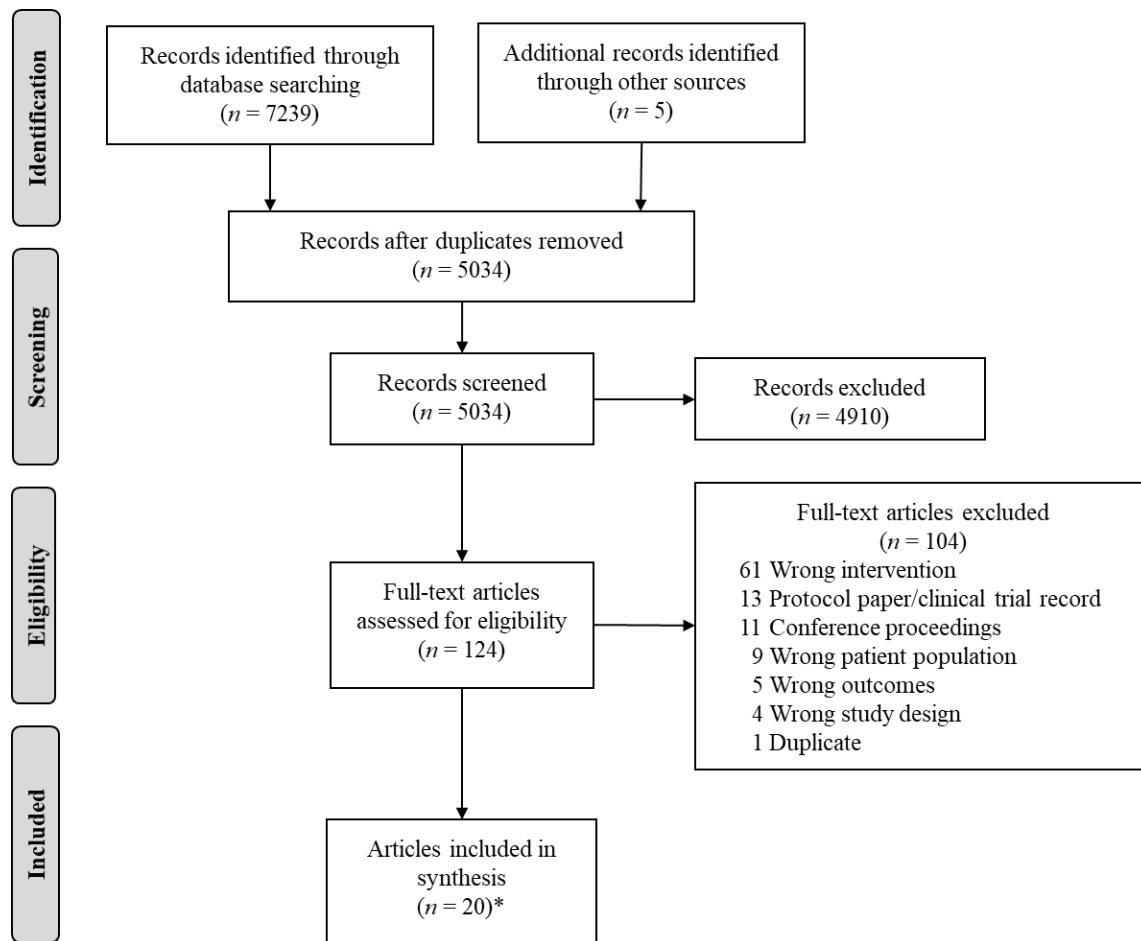 Identification
Records identified through
database searching
(n = 7239)
Additional records identified
through other sources
(n = 5)
Records after duplicates removed
(n = 5034)
Screening
Records screened
(n = 5034)
Records excluded
(n = 4910)
Eligibility
Full-text articles
assessed for eligibility
(n = 124)
Full-text articles excluded
(n = 104)
61 Wrong intervention
13 Protocol paper/clinical trial record
11 Conference proceedings
9 Wrong patient population
5 Wrong outcomes
4 Wrong study design
1 Duplicate
Included
Articles included in
synthesis
(n = 20)*